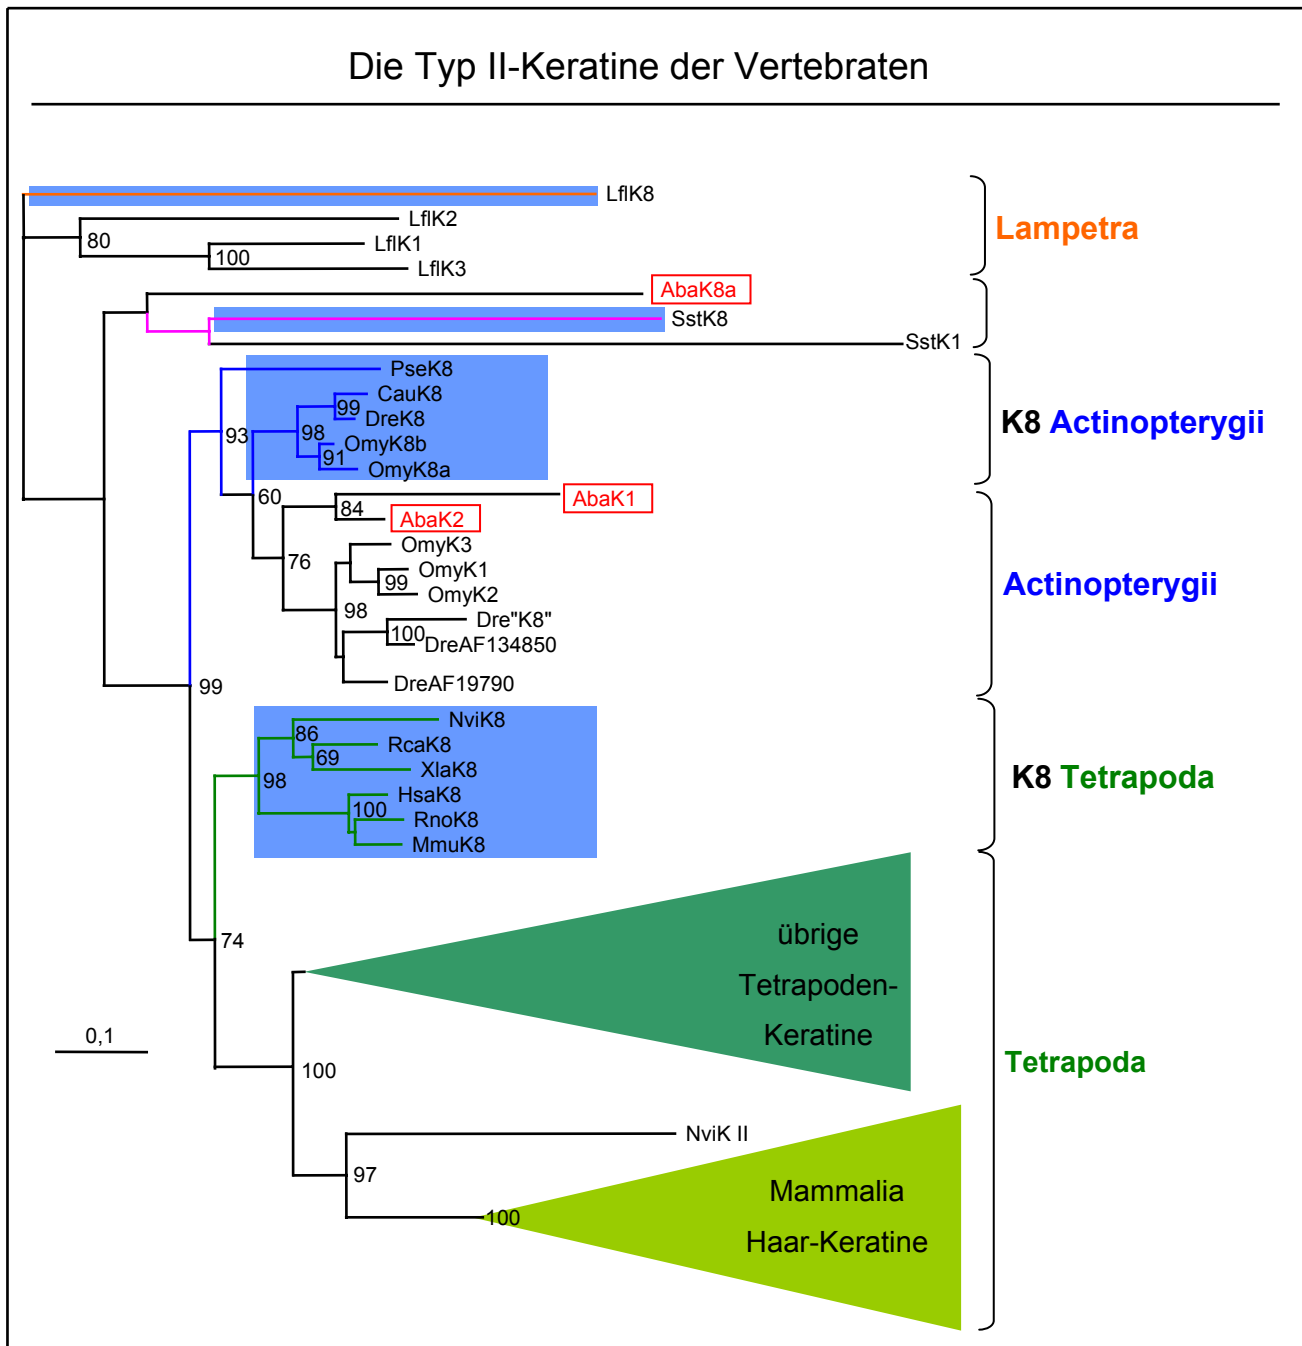 Die Typ II-Keratine der Vertebraten
LflK8
LflK2
80
LflK1
100
LflK3
Lampetra
AbaK8a
SstK8
SstK1
PseK8
CauK8
99
DreK8
93
98
OmyK8b
91
OmyK8a
K8 Actinopterygii
60
AbaK1
84
AbaK2
76
OmyK3
OmyK1
99
OmyK2
98
Dre"K8"
100
DreAF134850
DreAF19790
Actinopterygii
99
NviK8
86
RcaK8
69
XlaK8
98
HsaK8
100
RnoK8
MmuK8
K8 Tetrapoda
74
übrige
Tetrapoden-
Keratine
0,1
100
Tetrapoda
NviK II
97
Mammalia
100
Haar-Keratine